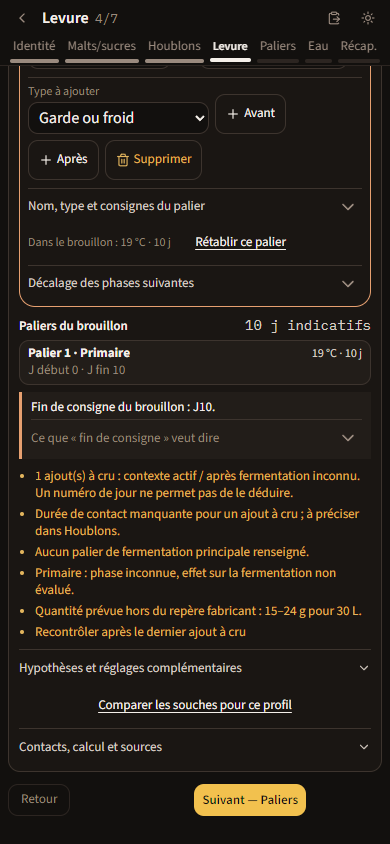 Levure 4/7
Identité Malts/sucres Houblons Levure Paliers Eau Récap.
Type à ajouter
Garde ou froid
+ Avant
+ Après
Supprimer
Nom, type et consignes du palier
Dans le brouillon : 19 °C · 10 j
Rétablir ce palier
Décalage des phases suivantes
Paliers du brouillon
10 j indicatifs
Palier 1 · Primaire
19 °C · 10 j
J début 0 · J fin 10
Fin de consigne du brouillon : J10.
Ce que « fin de consigne » veut dire
• 1 ajout(s) à cru : contexte actif / après fermentation inconnu.
Un numéro de jour ne permet pas de le déduire.
• Durée de contact manquante pour un ajout à cru ; à préciser
dans Houblons.
• Aucun palier de fermentation principale renseigné.
• Primaire : phase inconnue, effet sur la fermentation non
évalué.
• Quantité prévue hors du repère fabricant : 15–24 g pour 30 L.
• Recontrôler après le dernier ajout à cru
Hypothèses et réglages complémentaires
Comparer les souches pour ce profil
Contacts, calcul et sources
Retour
Suivant — Paliers